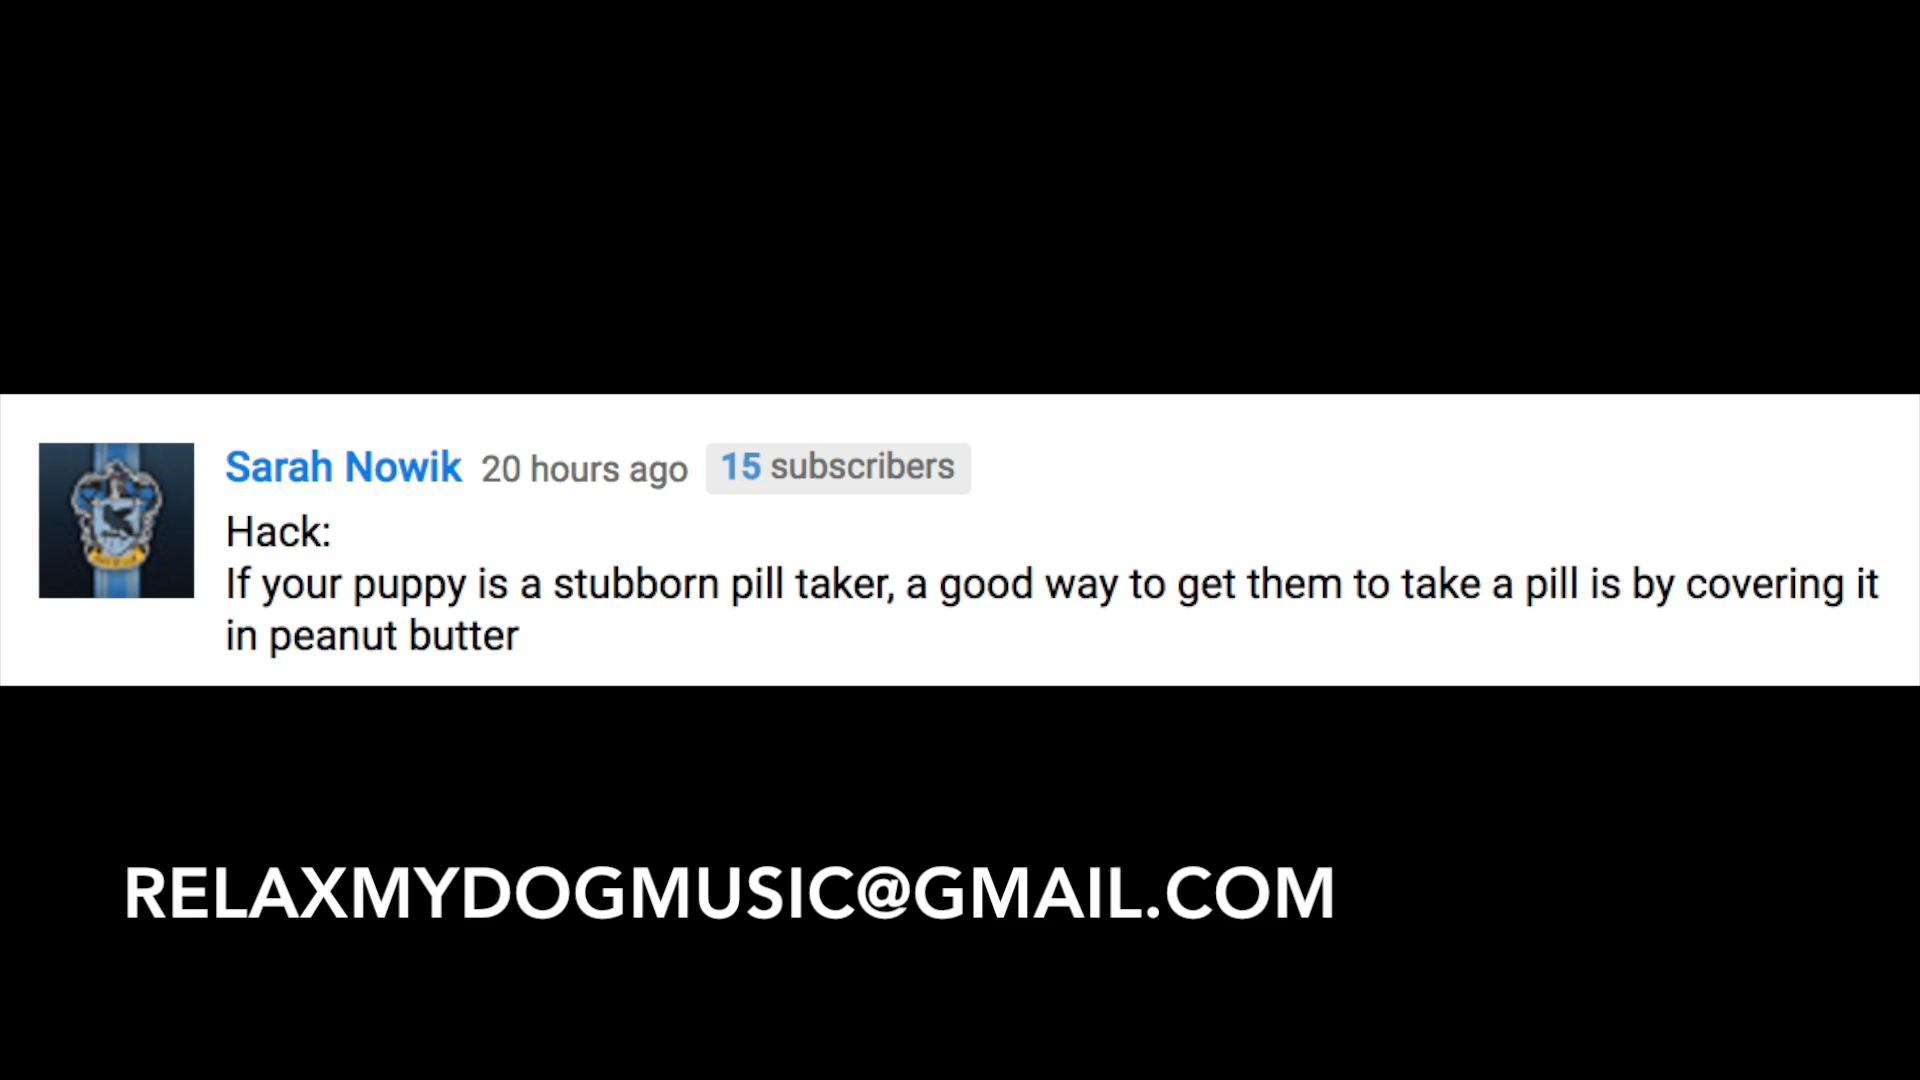 Sarah Nowik 20 hours ago 15 subscribers
Hack:
If your puppy is a stubborn pill taker, a good way to get them to take a pill is by covering it
in peanut butter
RELAXMYDOGMUSIC@GMAIL.COM